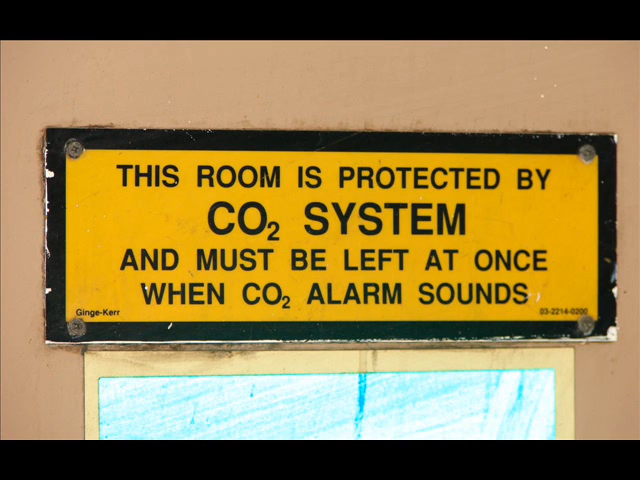 THIS ROOM IS PROTECTED BY
CO₂ SYSTEM
AND MUST BE LEFT AT ONCE
WHEN CO₂ ALARM SOUNDS
Ginge-Kerr
03-2214-0200